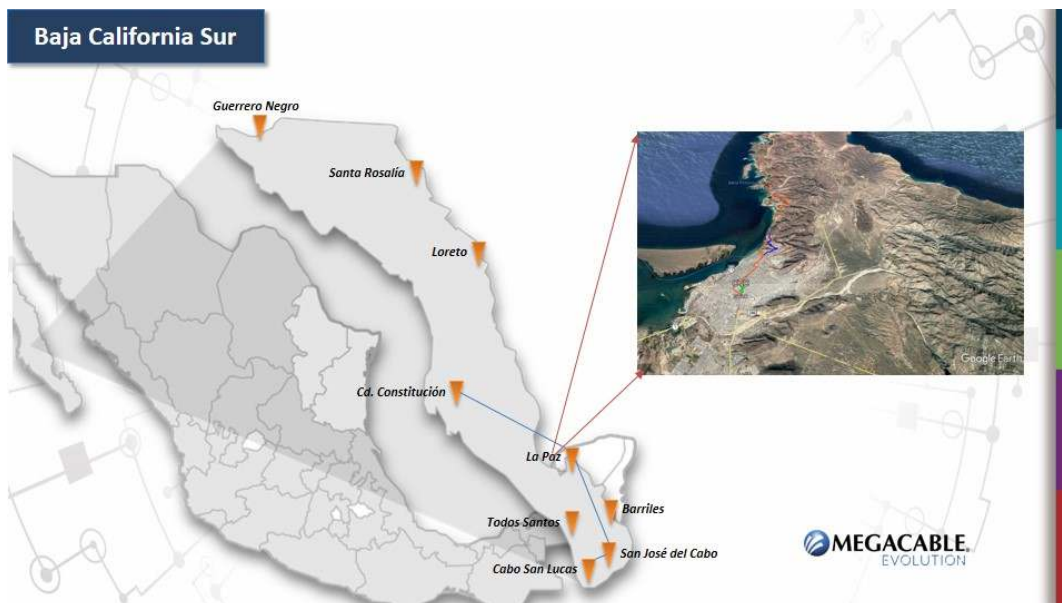 Baja California Sur
Guerrero Negro
Santa Rosalía
Loreto
Cd. Constitución
La Paz
Barriles
Todos Santos
San José del Cabo
Cabo San Lucas
Google Earth
MEGACABLE
EVOLUTION